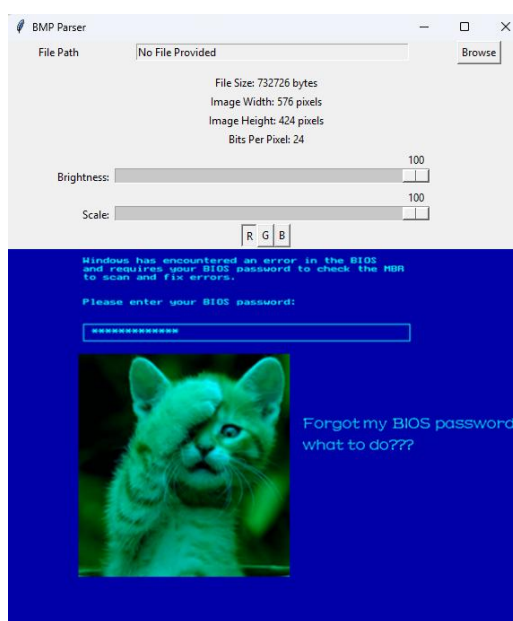 BMP Parser
File Path No File Provided Browse
File Size: 732726 bytes
Image Width: 576 pixels
Image Height: 424 pixels
Bits Per Pixel: 24
100
Brightness:
100
Scale:
R G B
Windows has encountered an error in the BIOS
and requires your BIOS password to check the MBR
to scan and fix errors.
Please enter your BIOS password:
*************
Forgot my BIOS password
what to do???